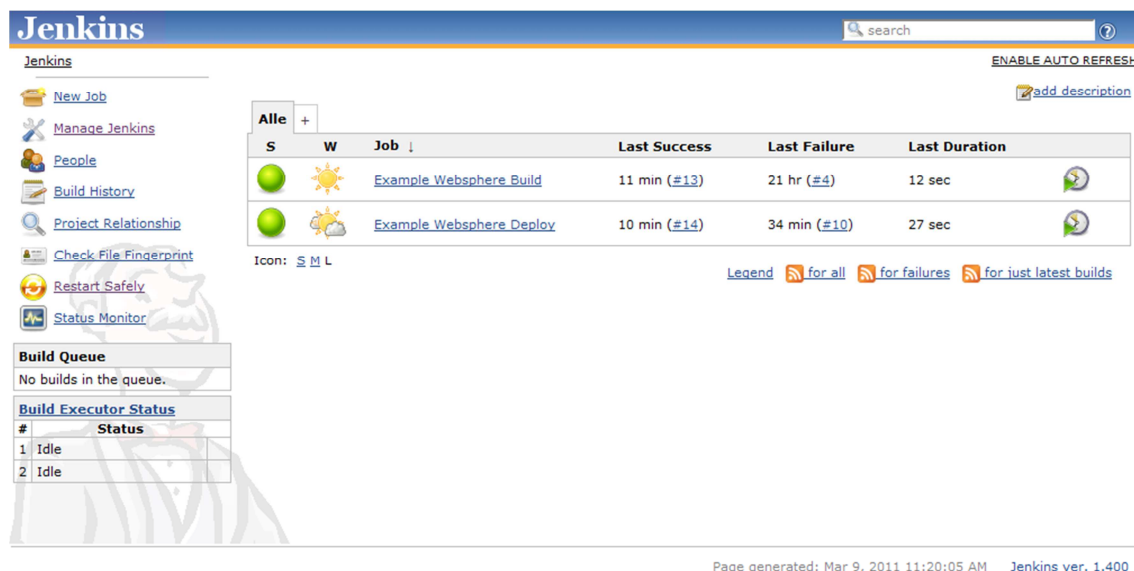 Jenkins
search
Jenkins
ENABLE AUTO REFRESH
add description
New Job
Manage Jenkins
People
Build History
Project Relationship
Check File Fingerprint
Restart Safely
Status Monitor
Build Queue
No builds in the queue.
Build Executor Status
# Status
1 Idle
2 Idle
Alle +
S W Job ↓ Last Success Last Failure Last Duration
Example Websphere Build 11 min (#13) 21 hr (#4) 12 sec
Example Websphere Deploy 10 min (#14) 34 min (#10) 27 sec
Icon: S M L
Legend for all for failures for just latest builds
Page generated: Mar 9, 2011 11:20:05 AM Jenkins ver. 1.400